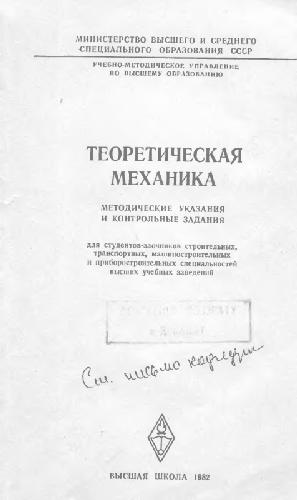 МИНИСТЕРСТВО ВЫСШЕГО И СРЕДНЕГО
СПЕЦИАЛЬНОГО ОБРАЗОВАНИЯ СССР
УЧЕБНО-МЕТОДИЧЕСКОЕ УПРАВЛЕНИЕ
ПО ВЫСШЕМУ ОБРАЗОВАНИЮ
ТЕОРЕТИЧЕСКАЯ
МЕХАНИКА
МЕТОДИЧЕСКИЕ УКАЗАНИЯ
И КОНТРОЛЬНЫЕ ЗАДАНИЯ
для студентов-заочников строительных,
транспортных, машиностроительных
и приборостроительных специальностей
высших учебных заведений
См. письмо кафедры
ВЫСШАЯ ШКОЛА 1982